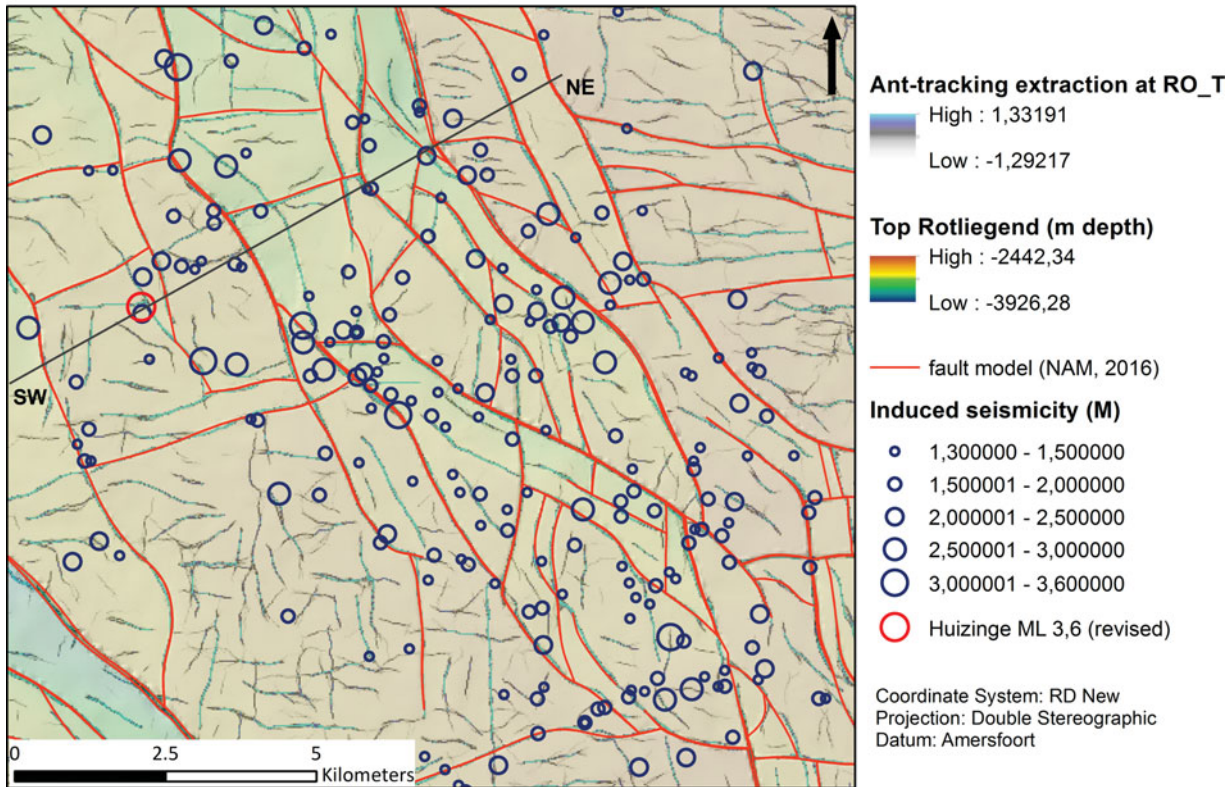 NE
SW
0 2.5 5
Kilometers
Ant-tracking extraction at RO_T
High : 1,33191
Low : -1,29217
Top Rotliegend (m depth)
High : -2442,34
Low : -3926,28
fault model (NAM, 2016)
Induced seismicity (M)
1,300000 - 1,500000
1,500001 - 2,000000
2,000001 - 2,500000
2,500001 - 3,000000
3,000001 - 3,600000
Huizinge ML 3,6 (revised)
Coordinate System: RD New
Projection: Double Stereographic
Datum: Amersfoort